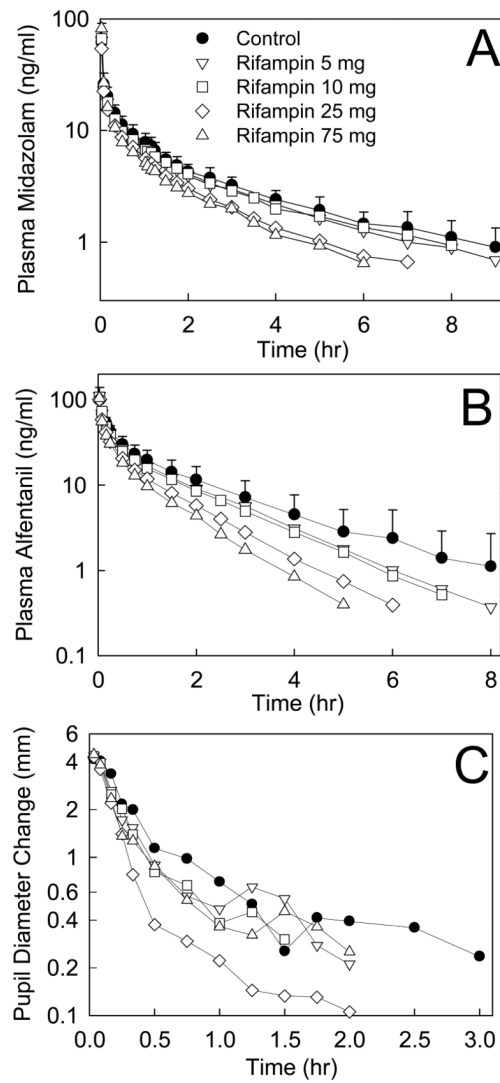 A
Control
Rifampin 5 mg
Rifampin 10 mg
Rifampin 25 mg
Rifampin 75 mg
Plasma Midazolam (ng/ml)
100
10
1
0 2 4 6 8
Time (hr)
B
Plasma Alfentanil (ng/ml)
100
10
1
0.1
0 2 4 6 8
Time (hr)
C
Pupil Diameter Change (mm)
6
4
2
1
0.6
0.4
0.2
0.1
0.0 0.5 1.0 1.5 2.0 2.5 3.0
Time (hr)